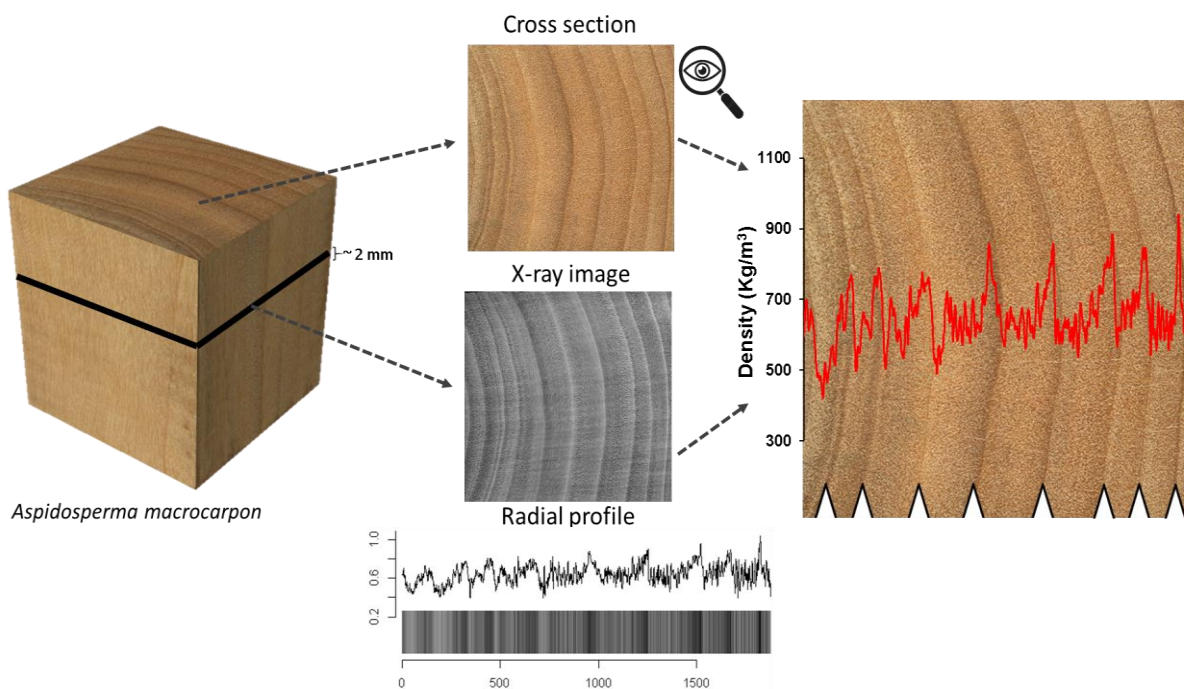 Cross section
~ 2 mm
X-ray image
Aspidosperma macrocarpon
Radial profile
1.0
0.6
0.2
0
500
1000
1500
Density (Kg/m³)
1100
900
700
500
300